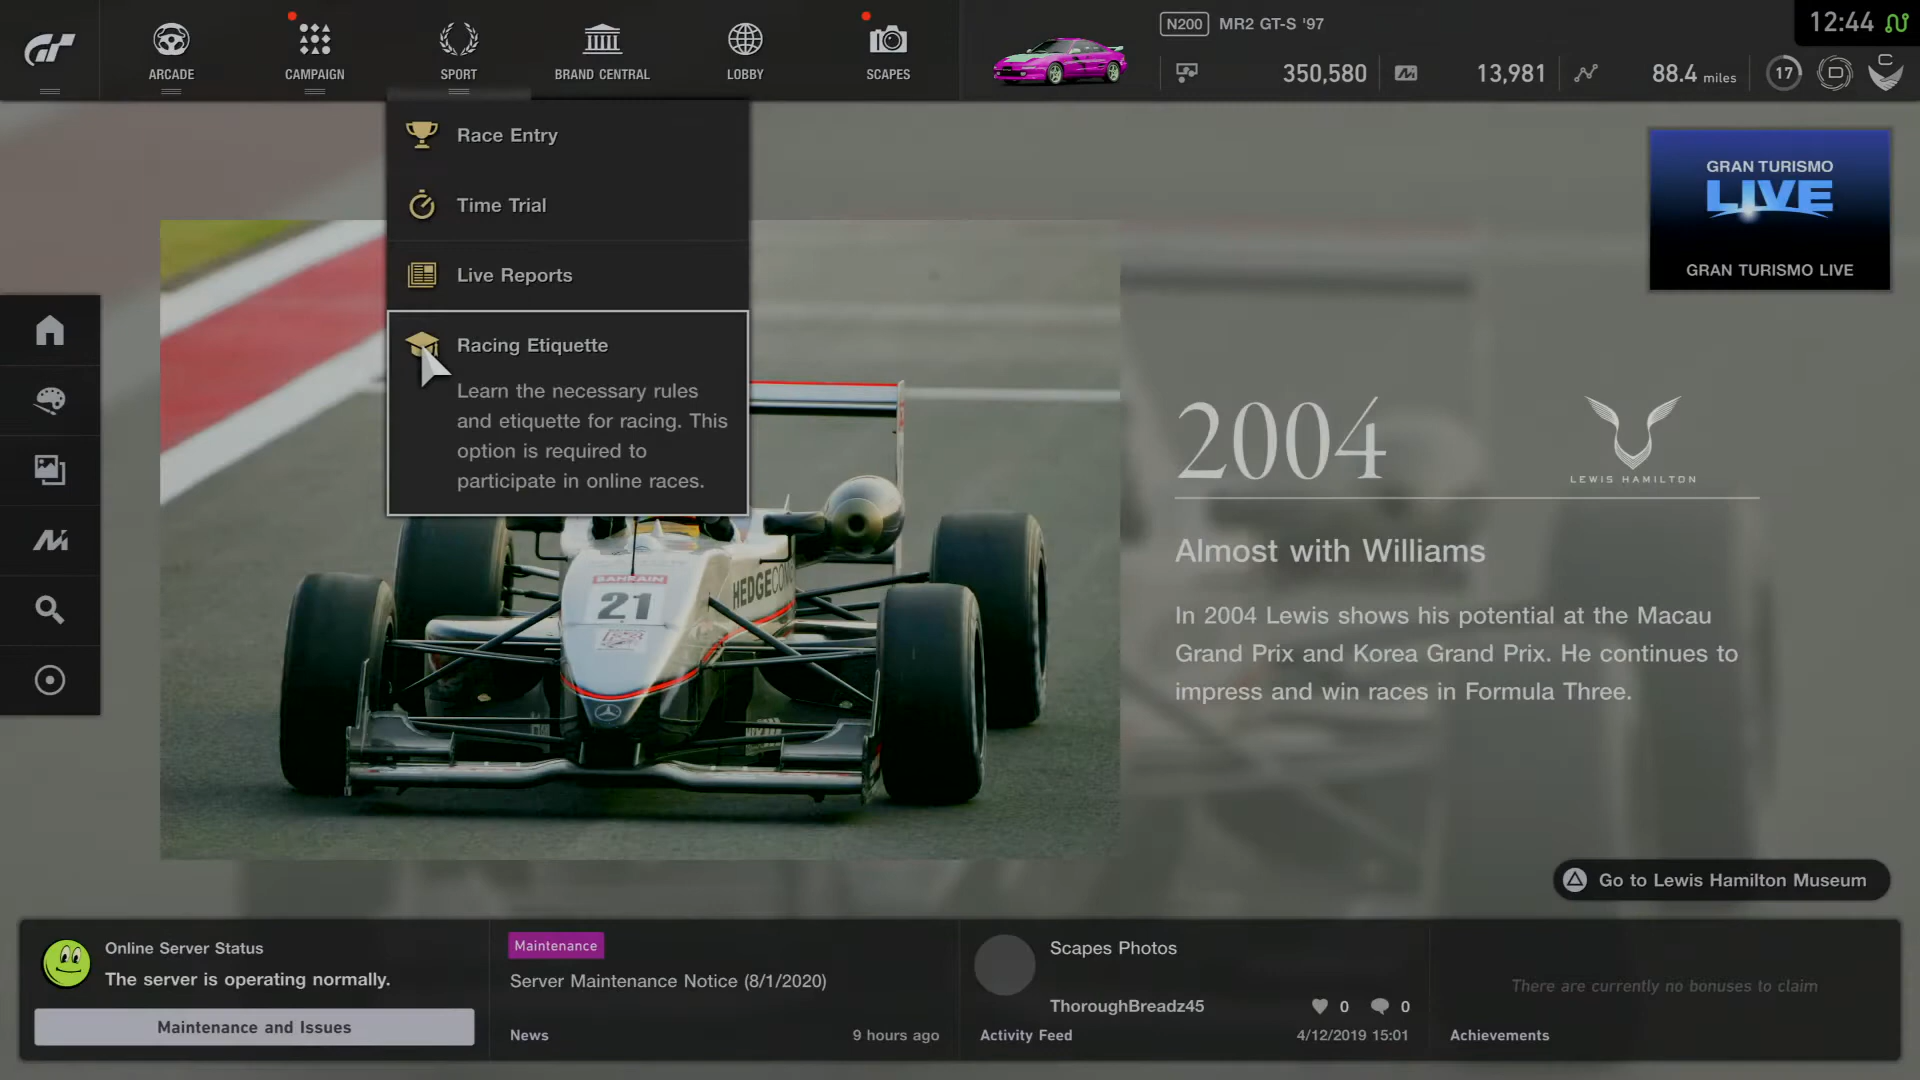 N200 MR2 GT-S '97
12:44
ARCADE
CAMPAIGN
SPORT
BRAND CENTRAL
LOBBY
SCAPES
350,580
13,981
88.4 miles
17
Race Entry
Time Trial
Live Reports
Racing Etiquette
Learn the necessary rules
and etiquette for racing. This
option is required to
participate in online races.
GRAN TURISMO
LIVE
GRAN TURISMO LIVE
BAHRAIN
21
HEDGECO
2004
LEWIS HAMILTON
Almost with Williams
In 2004 Lewis shows his potential at the Macau
Grand Prix and Korea Grand Prix. He continues to
impress and win races in Formula Three.
Go to Lewis Hamilton Museum
Online Server Status
The server is operating normally.
Maintenance and Issues
Maintenance
Server Maintenance Notice (8/1/2020)
News
9 hours ago
Scapes Photos
ThoroughBreadz45
0
0
Activity Feed
4/12/2019 15:01
There are currently no bonuses to claim
Achievements